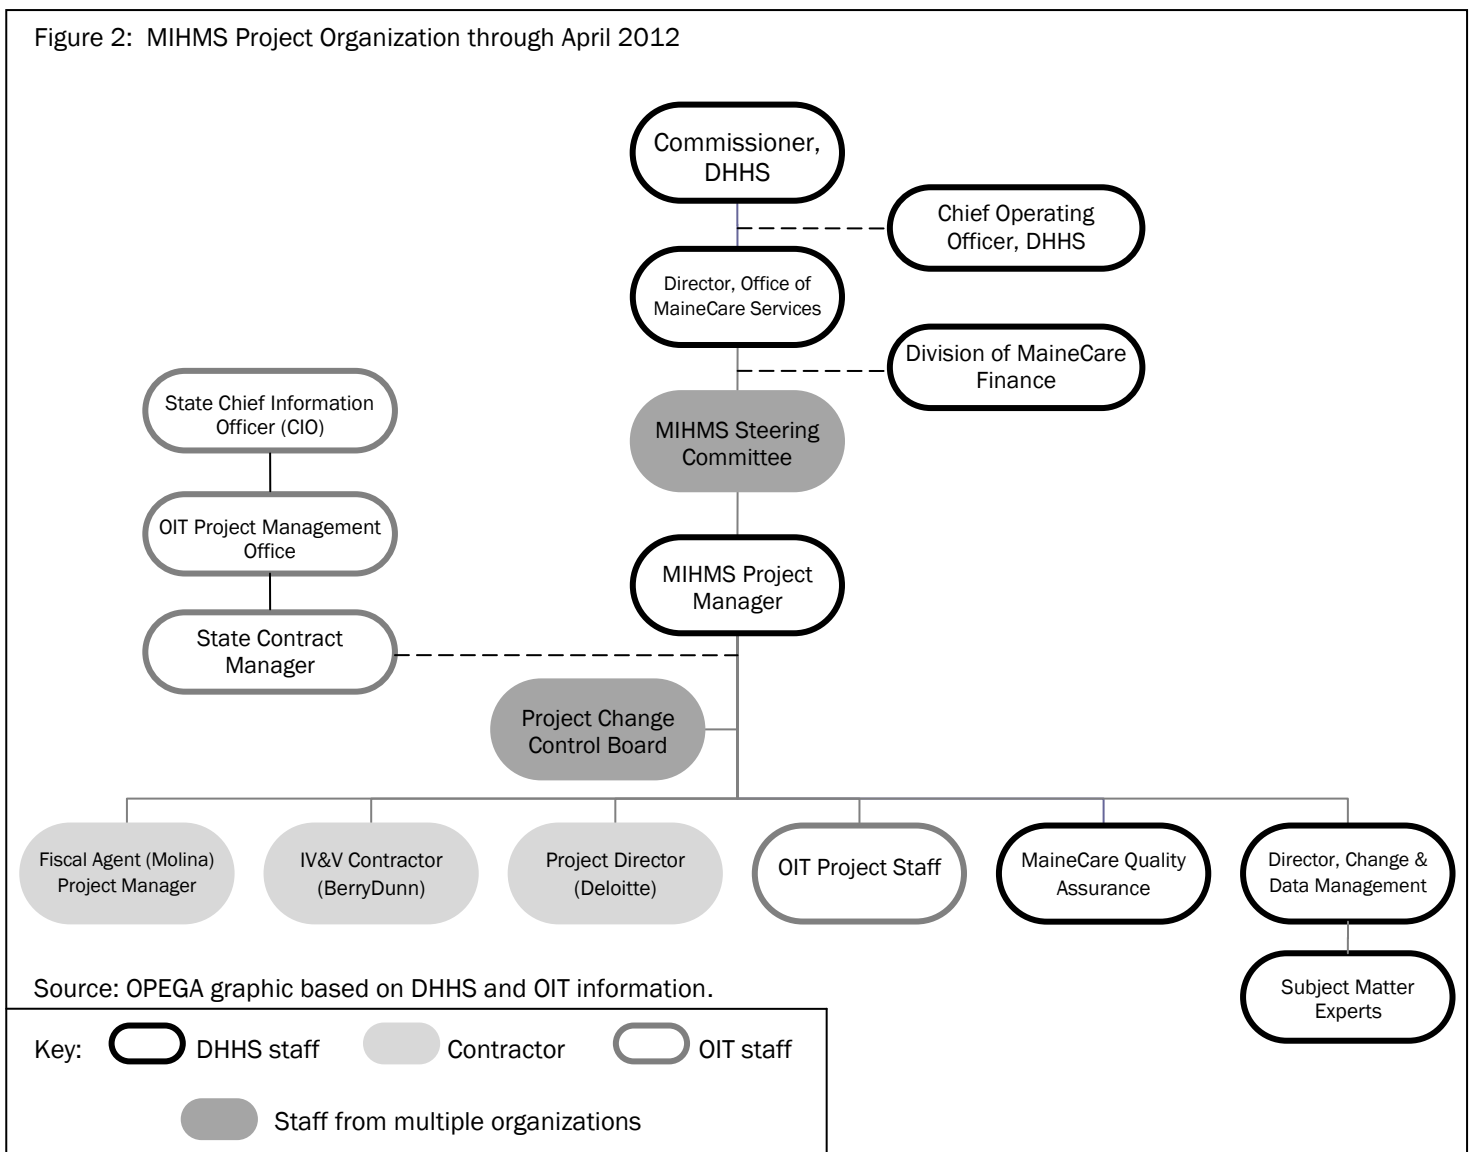 Figure 2:  MIHMS Project Organization through April 2012
Commissioner,
DHHS
Chief Operating
Officer, DHHS
Director, Office of
MaineCare Services
Division of MaineCare
Finance
State Chief Information
Officer (CIO)
MIHMS Steering
Committee
OIT Project Management
Office
MIHMS Project
Manager
State Contract
Manager
Project Change
Control Board
Fiscal Agent (Molina)
Project Manager
IV&V Contractor
(BerryDunn)
Project Director
(Deloitte)
OIT Project Staff
MaineCare Quality
Assurance
Director, Change &
Data Management
Subject Matter
Experts
Source: OPEGA graphic based on DHHS and OIT information.
Key: DHHS staff Contractor OIT staff
Staff from multiple organizations